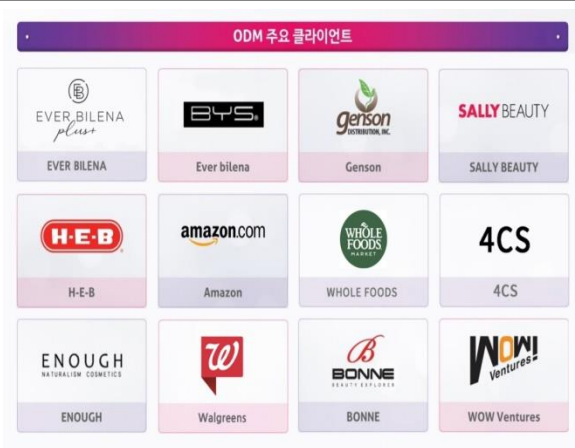 ODM 주요 클라이언트
EB
EVER BILENA
plus+
EVER BILENA
BYS.
Ever bilena
genson
DISTRIBUTION, INC.
Genson
SALLY BEAUTY
SALLY BEAUTY
H-E-B
H-E-B
amazon.com
Amazon
WHOLE
FOODS
MARKET
WHOLE FOODS
4CS
4CS
ENOUGH
NATURALISM COSMETICS
ENOUGH
W
Walgreens
B
BONNE
BEAUTY EXPLORER
BONNE
WOW!
Ventures
WOW Ventures